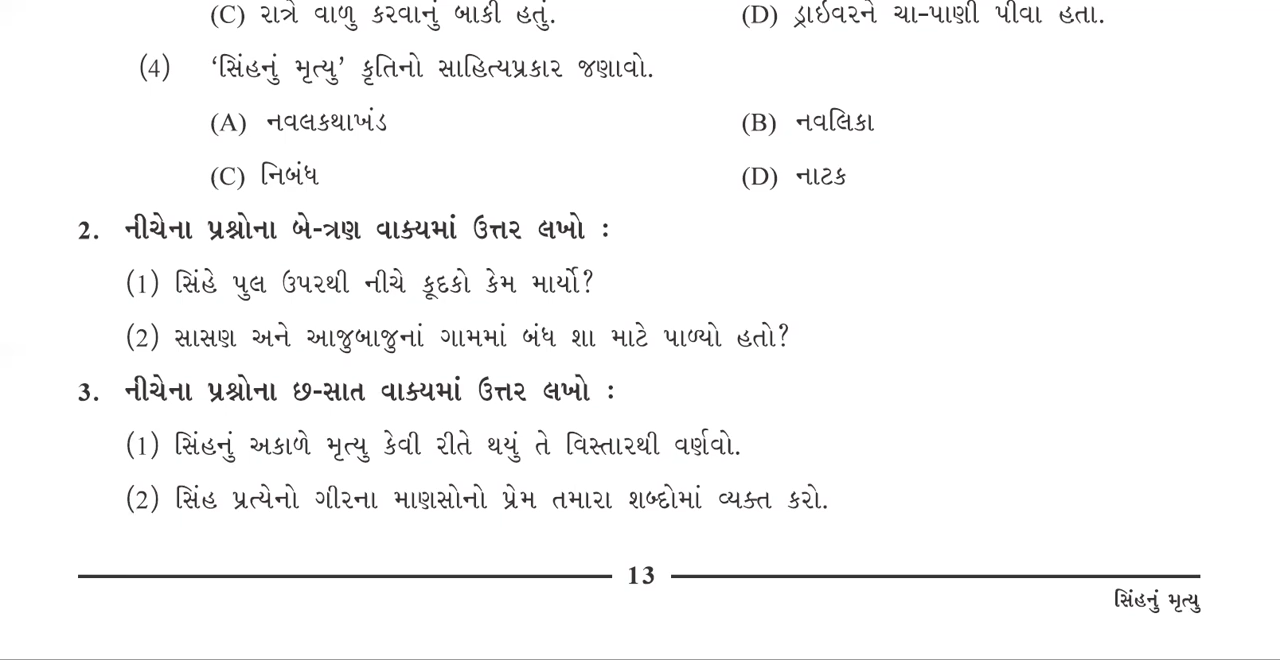 (C) રાત્રે વાળુ કરવાનું બાકી હતું. (D) ડ્રાઇવરને ચા-પાણી પીવા હતા.
(4) ‘સિંહનું મૃત્યુ’ કૃતિનો સાહિત્યપ્રકાર જણાવો.
(A) નવલકથાખંડ (B) નવલિકા
(C) નિબંધ (D) નાટક
2. નીચેના પ્રશ્નોના બે-ત્રણ વાક્યમાં ઉત્તર લખો :
(1) સિંહે પુલ ઉપરથી નીચે કૂદકો કેમ માર્યો?
(2) સાસણ અને આજુબાજુનાં ગામમાં બંધ શા માટે પાળ્યો હતો?
3. નીચેના પ્રશ્નોના છ-સાત વાક્યમાં ઉત્તર લખો :
(1) સિંહનું અકાળે મૃત્યુ કેવી રીતે થયું તે વિસ્તારથી વર્ણવો.
(2) સિંહ પ્રત્યેનો ગીરના માણસોનો પ્રેમ તમારા શબ્દોમાં વ્યક્ત કરો.
13
સિંહનું મૃત્યુ